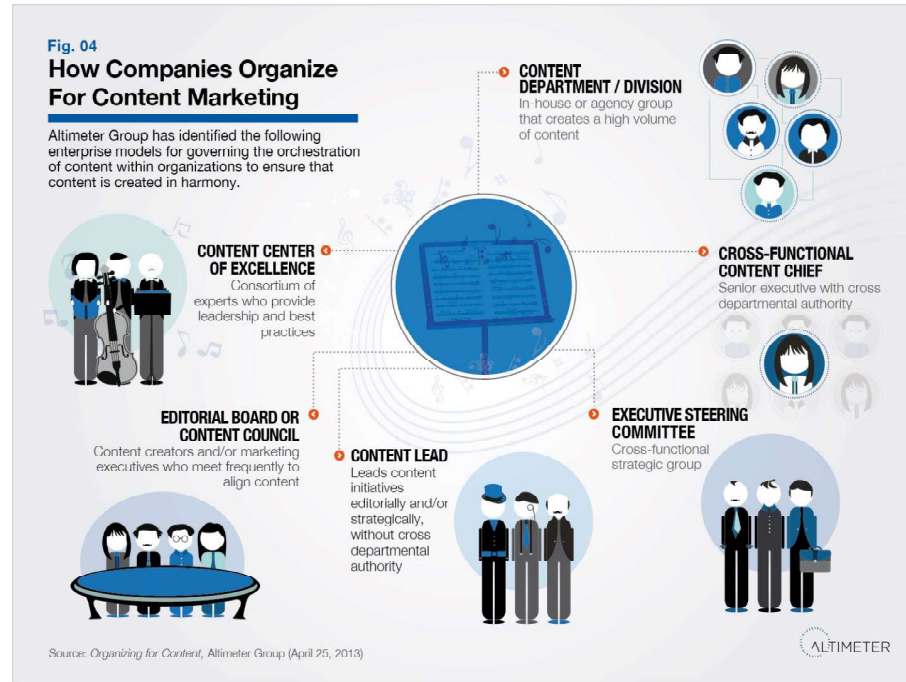 Fig. 04
How Companies Organize
For Content Marketing
Altimeter Group has identified the following
enterprise models for governing the orchestration
of content within organizations to ensure that
content is created in harmony.
CONTENT
DEPARTMENT / DIVISION
In-house or agency group
that creates a high volume
of content
CONTENT CENTER
OF EXCELLENCE
Consortium of
experts who provide
leadership and best
practices
CROSS-FUNCTIONAL
CONTENT CHIEF
Senior executive with cross
departmental authority
EDITORIAL BOARD OR
CONTENT COUNCIL
Content creators and/or marketing
executives who meet frequently to
align content
CONTENT LEAD
Leads content
initiatives
editorially and/or
strategically,
without cross
departmental
authority
EXECUTIVE STEERING
COMMITTEE
Cross-functional
strategic group
Source: Organizing for Content, Altimeter Group (April 25, 2013)
ALTIMETER